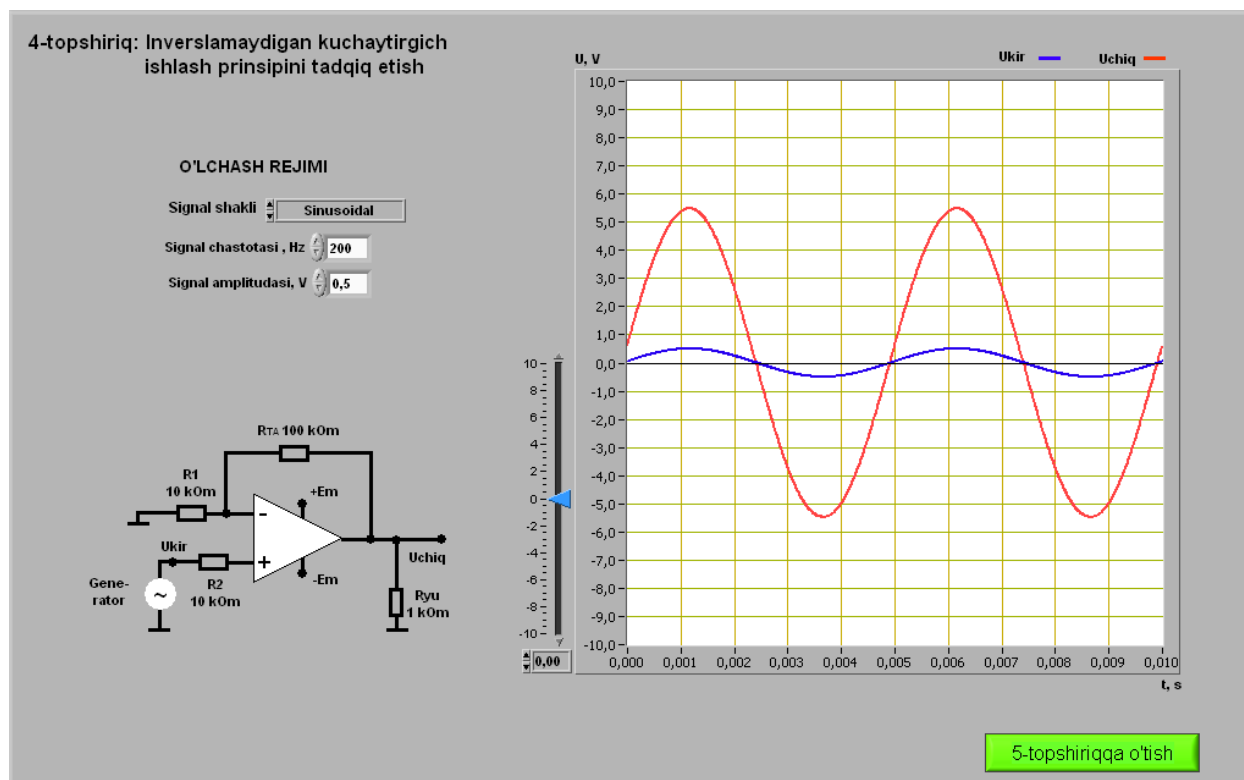 4-topshiriq: Inverslamaydigan kuchaytirgich
ishlash prinsipini tadqiq etish
O'LCHASH REJIMI
Signal shakli Sinusoidal
Signal chastotasi , Hz 200
Signal amplitudasi, V 0,5
RTA 100 kOm
R1
10 kOm
+Em
-
Ukir
+
Uchiq
-Em
Gene-
rator
~
R2
10 kOm
Ryu
1 kOm
10
8
6
4
2
0
-2
-4
-6
-8
-10
0,00
U, V
Ukir Uchiq
10,0
9,0
8,0
7,0
6,0
5,0
4,0
3,0
2,0
1,0
0,0
-1,0
-2,0
-3,0
-4,0
-5,0
-6,0
-7,0
-8,0
-9,0
-10,0
0,000 0,001 0,002 0,003 0,004 0,005 0,006 0,007 0,008 0,009 0,010
t, s
5-topshiriqqa o'tish